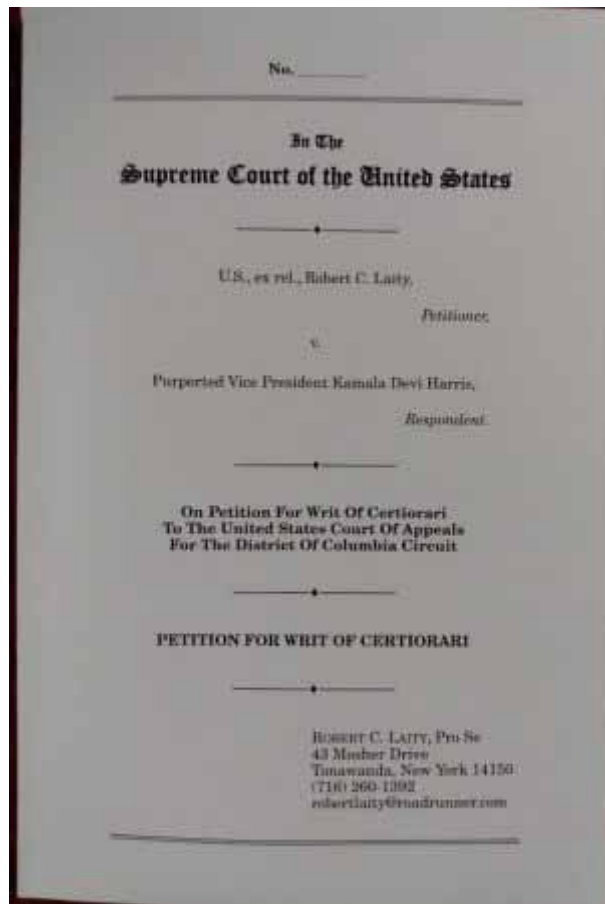 No. ________
In The
Supreme Court of the United States
U.S., ex rel., Robert C. Laity,
Petitioner,
v.
Purported Vice President Kamala Devi Harris,
Respondent.
On Petition For Writ Of Certiorari
To The United States Court Of Appeals
For The District Of Columbia Circuit
PETITION FOR WRIT OF CERTIORARI
ROBERT C. LAITY, Pro Se
43 Mosher Drive
Tonawanda, New York 14150
(716) 260-1392
robertlaity@roadrunner.com